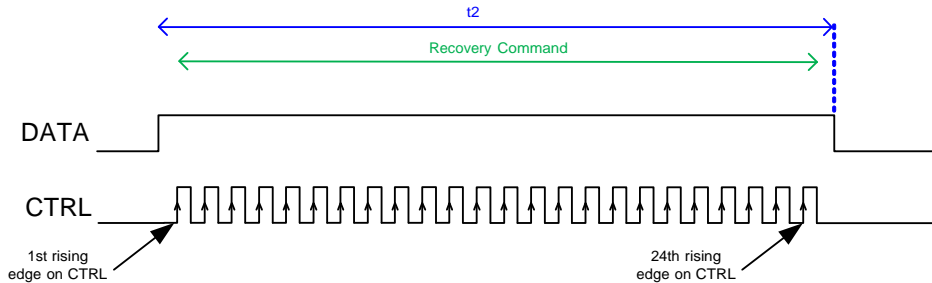 t2
Recovery Command
DATA
CTRL
1st rising
edge on CTRL
24th rising
edge on CTRL